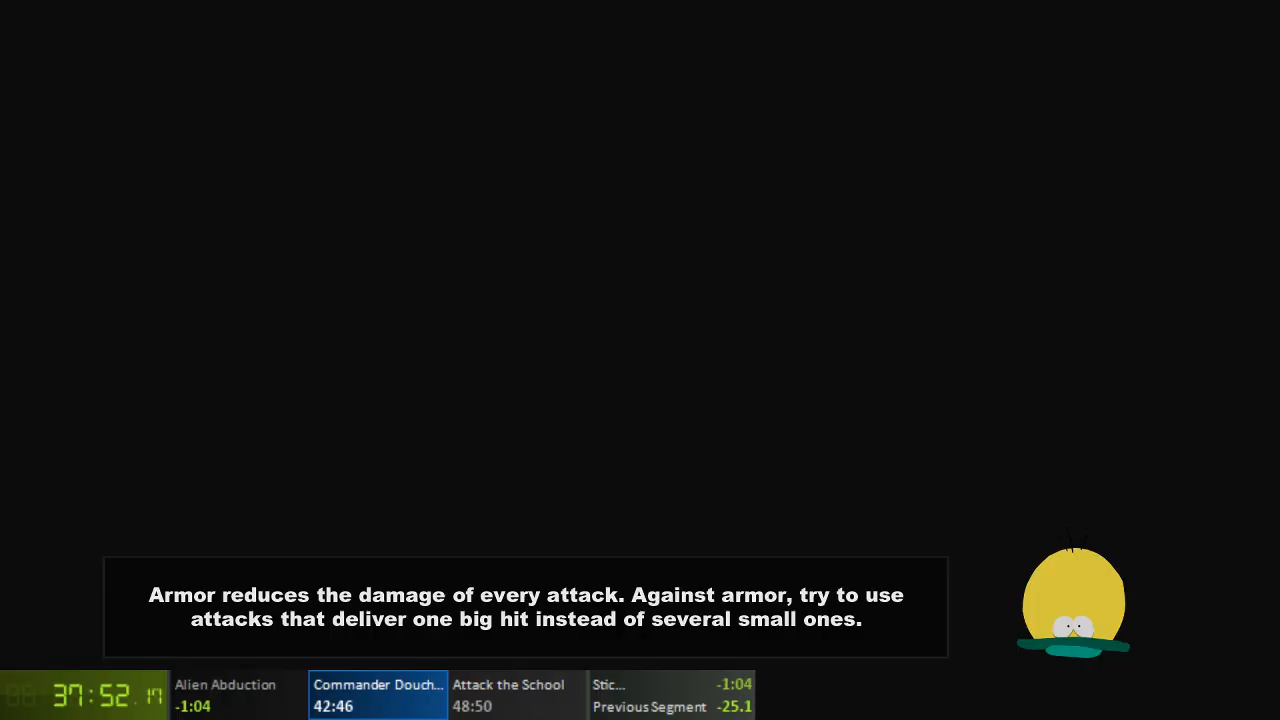 Armor reduces the damage of every attack. Against armor, try to use
attacks that deliver one big hit instead of several small ones.
37:52.17
Alien Abduction
-1:04
Commander Douch...
42:46
Attack the School
48:50
Stic... -1:04
Previous Segment -25.1